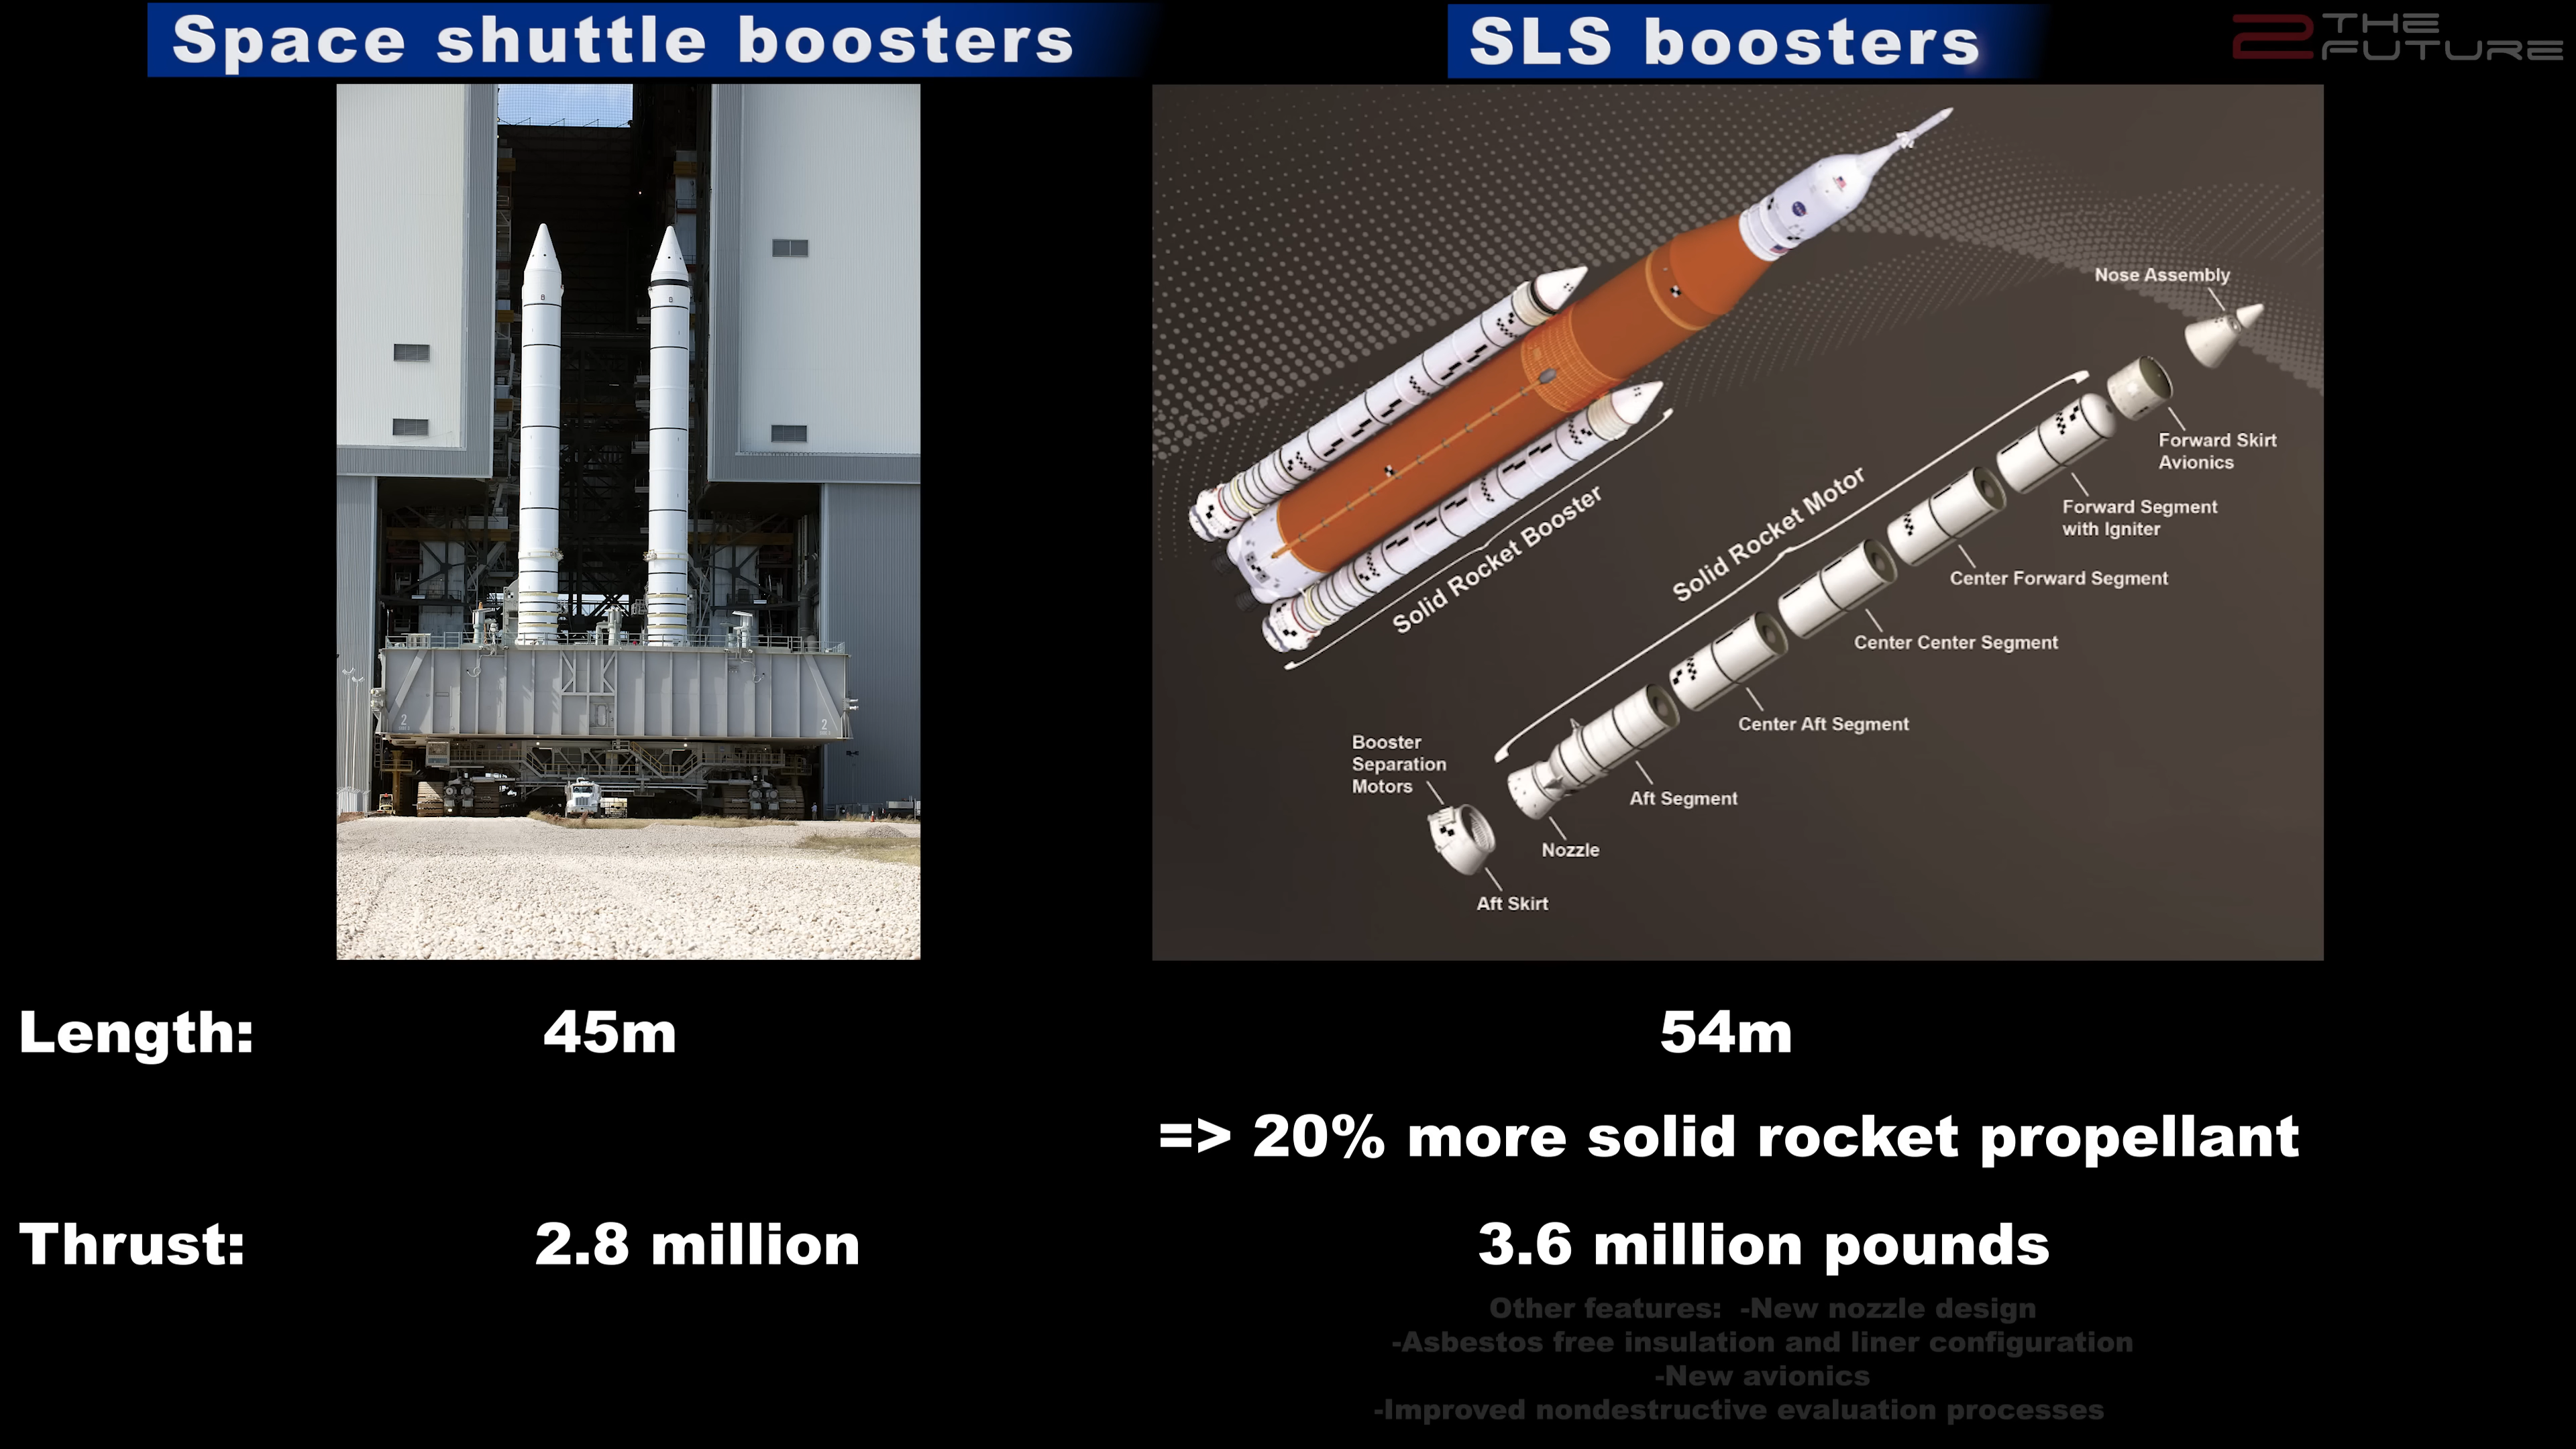 Space shuttle boosters
SLS boosters
2 THE
FUTURE
Nose Assembly
Forward Skirt
Avionics
Forward Segment
with Igniter
Center Forward Segment
Center Center Segment
Center Aft Segment
Aft Segment
Nozzle
Aft Skirt
Booster
Separation
Motors
Solid Rocket Motor
Solid Rocket Booster
2
2
Length: 45m 54m
=> 20% more solid rocket propellant
Thrust: 2.8 million 3.6 million pounds
Other features: -New nozzle design
-Asbestos free insulation and liner configuration
-New avionics
-Improved nondestructive evaluation processes